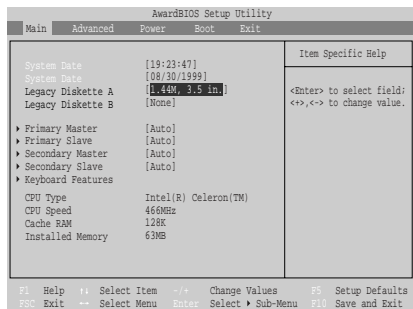 AwardBIOS Setup Utility
Main Advanced Power Boot Exit
Item Specific Help
System Date [19:23:47]
System Date [08/30/1999]
Legacy Diskette A [1.44M, 3.5 in.]
Legacy Diskette B [None]
<Enter> to select field;
<+>,<-> to change value.
▸ Primary Master [Auto]
▸ Primary Slave [Auto]
▸ Secondary Master [Auto]
▸ Secondary Slave [Auto]
▸ Keyboard Features
CPU Type Intel(R) Celeron(TM)
CPU Speed 466MHz
Cache RAM 128K
Installed Memory 63MB
F1 Help ↑↓ Select Item -/+ Change Values F5 Setup Defaults
ESC Exit ↔ Select Menu Enter Select ▸ Sub-Menu F10 Save and Exit